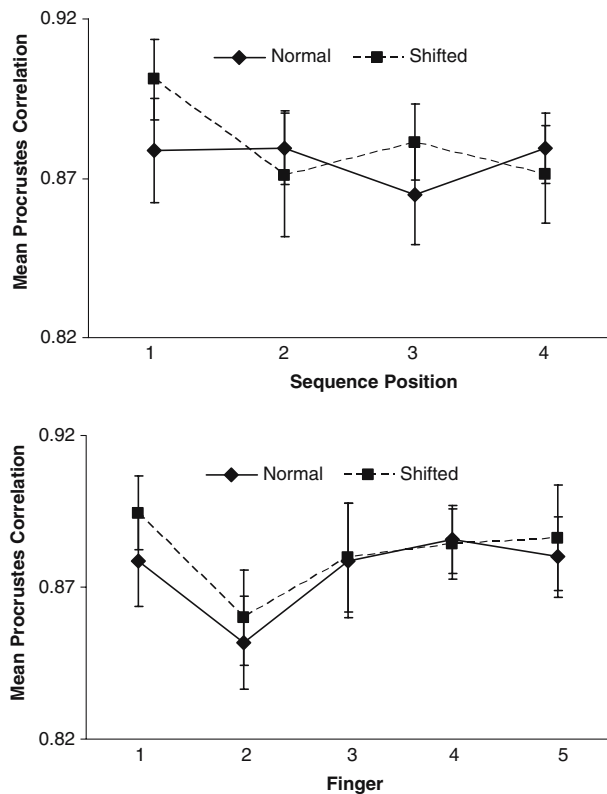 0.92
Normal Shifted
Mean Procrustes Correlation
0.87
0.82
1 2 3 4
Sequence Position
0.92
Normal Shifted
Mean Procrustes Correlation
0.87
0.82
1 2 3 4 5
Finger